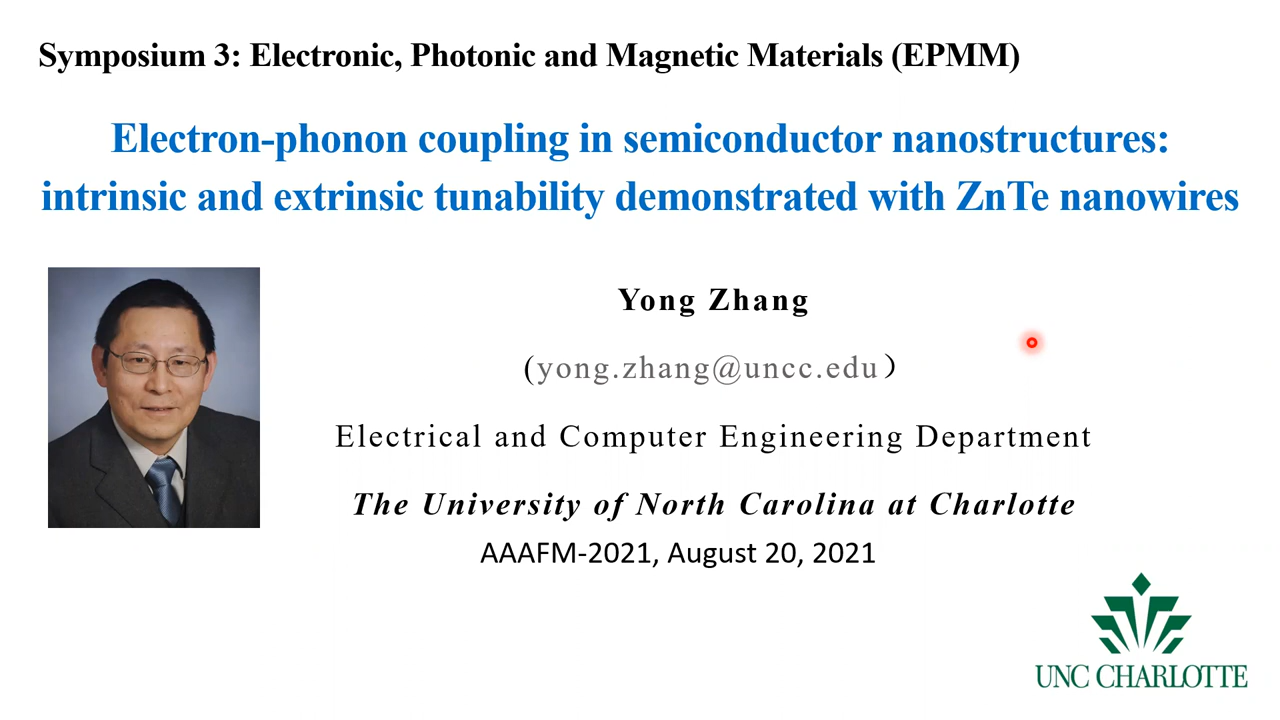 Symposium 3: Electronic, Photonic and Magnetic Materials (EPMM)
Electron-phonon coupling in semiconductor nanostructures:
intrinsic and extrinsic tunability demonstrated with ZnTe nanowires
Yong Zhang
(yong.zhang@uncc.edu）
Electrical and Computer Engineering Department
The University of North Carolina at Charlotte
AAAFM-2021, August 20, 2021
UNC CHARLOTTE